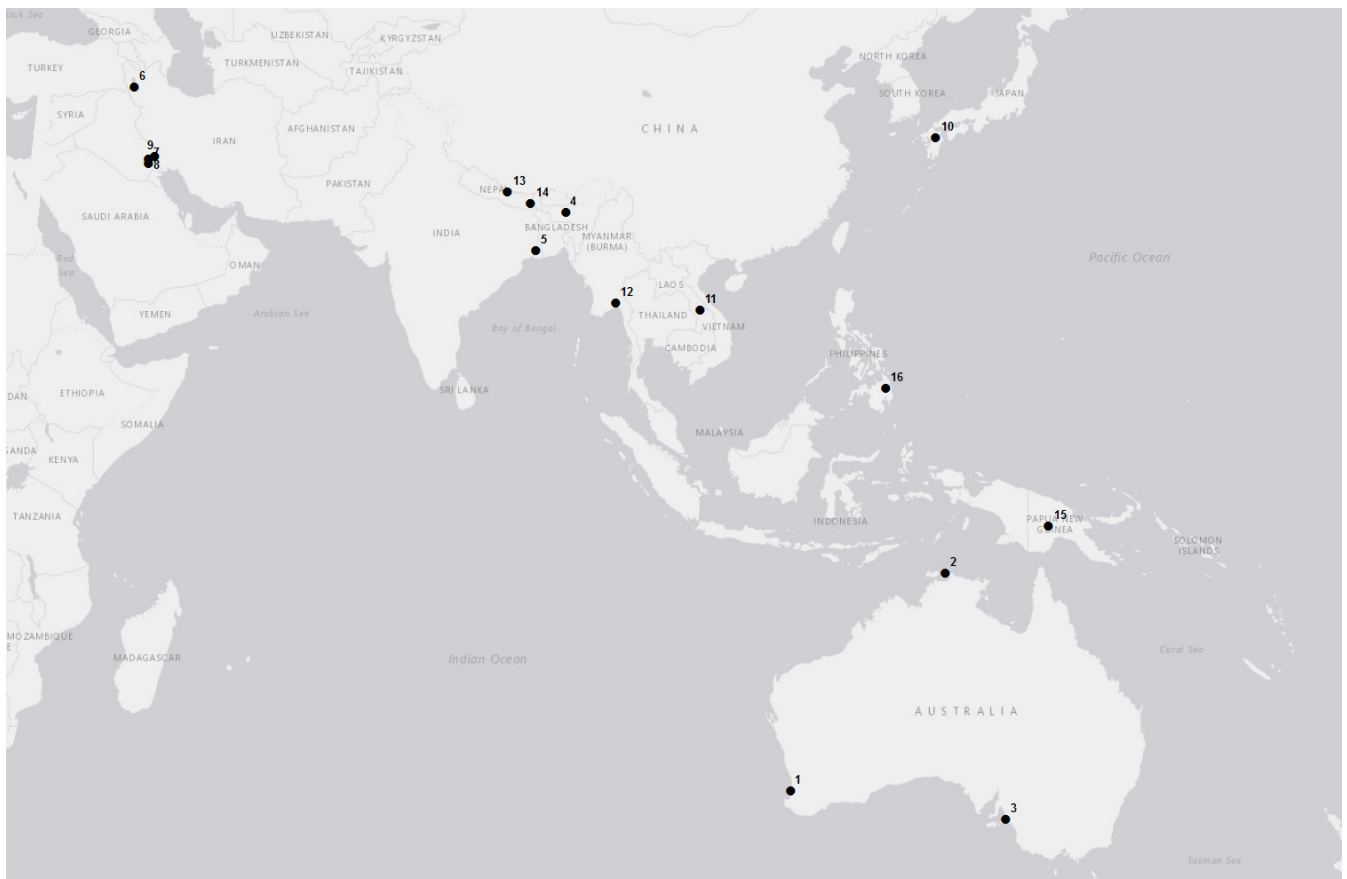 lack Sea
GEORGIA
UZBEKISTAN
KYRGYZSTAN
TURKEY
TURKMENISTAN
TAJIKISTAN
NORTH KOREA
6
SOUTH KOREA
JAPAN
SYRIA
AFGHANISTAN
CHINA
10
IRAN
9
7
8
PAKISTAN
NEPAL
13
14
4
SAUDI ARABIA
INDIA
BANGLADESH
MYANMAR
(BURMA)
5
Red
Sea
OMAN
Pacific Ocean
LAOS
12
11
YEMEN
Arabian Sea
THAILAND
VIETNAM
Bay of Bengal
CAMBODIA
PHILIPPINES
16
ETHIOPIA
SRI LANKA
DAN
SOMALIA
MALAYSIA
ANDA
KENYA
TANZANIA
INDONESIA
15
PAPUA NEW
GUINEA
SOLOMON
ISLANDS
2
MOZAMBIQUE
E
MADAGASCAR
Indian Ocean
Coral Sea
AUSTRALIA
1
3
Tasman Sea